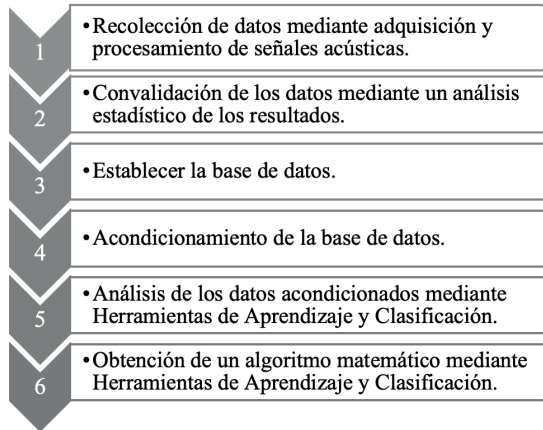 1
•Recolección de datos mediante adquisición y
procesamiento de señales acústicas.
2
•Convalidación de los datos mediante un análisis
estadístico de los resultados.
3
•Establecer la base de datos.
4
•Acondicionamiento de la base de datos.
5
•Análisis de los datos acondicionados mediante
Herramientas de Aprendizaje y Clasificación.
6
•Obtención de un algoritmo matemático mediante
Herramientas de Aprendizaje y Clasificación.